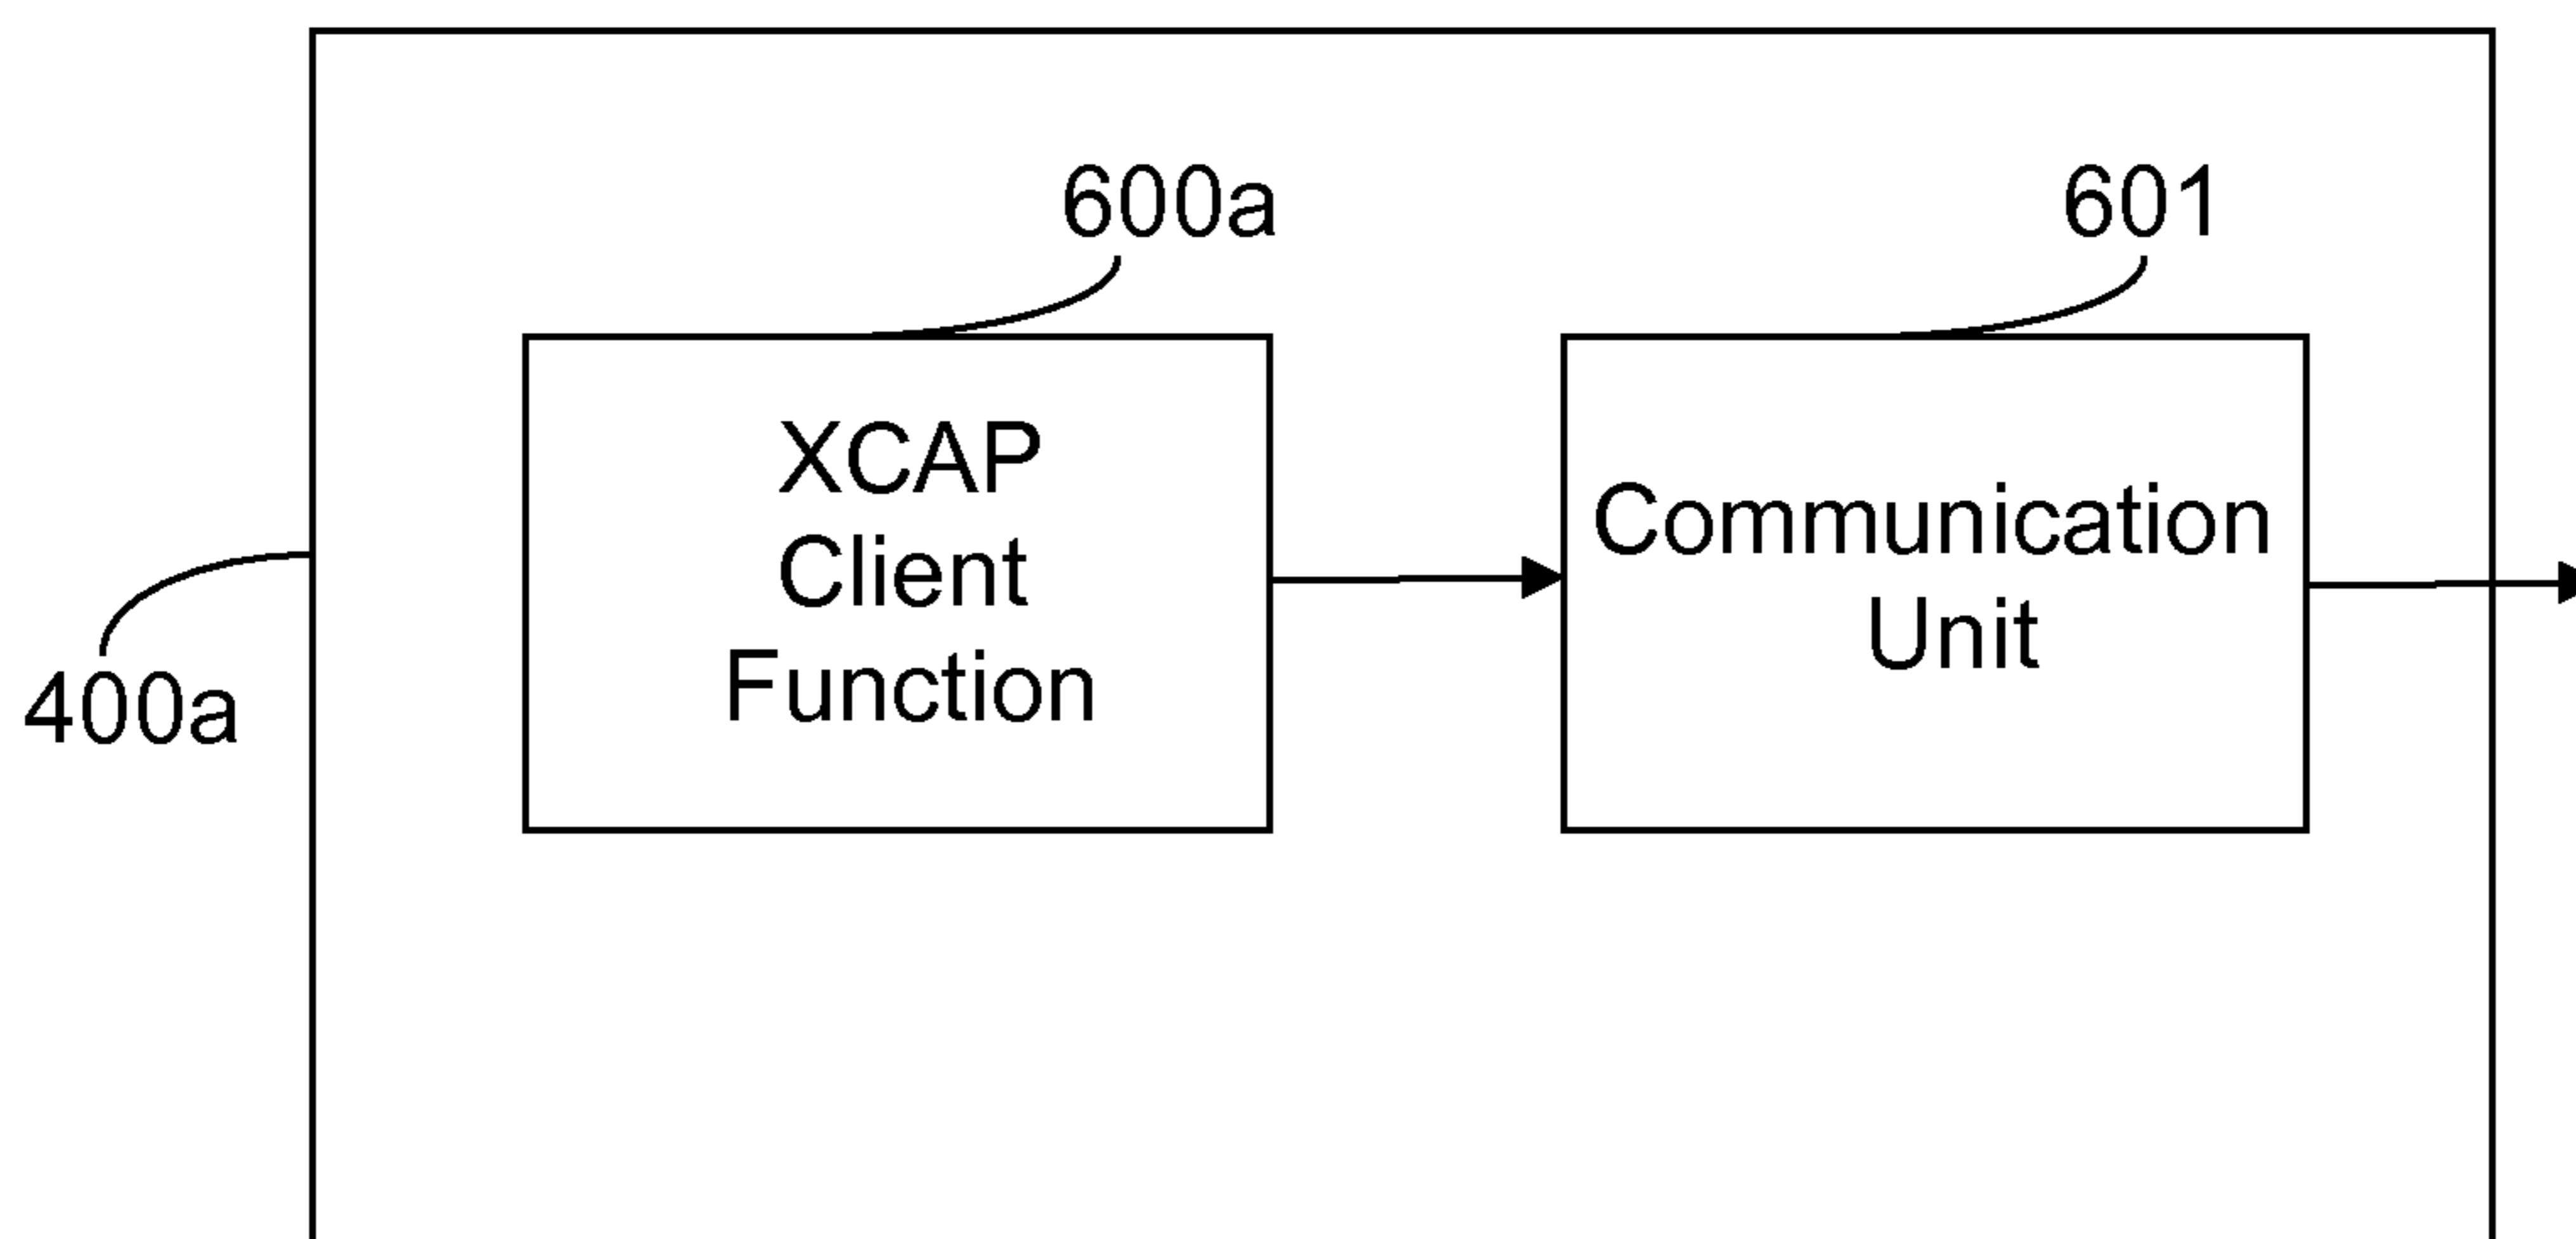 600a
601
XCAP
Client
Function
Communication
Unit
400a